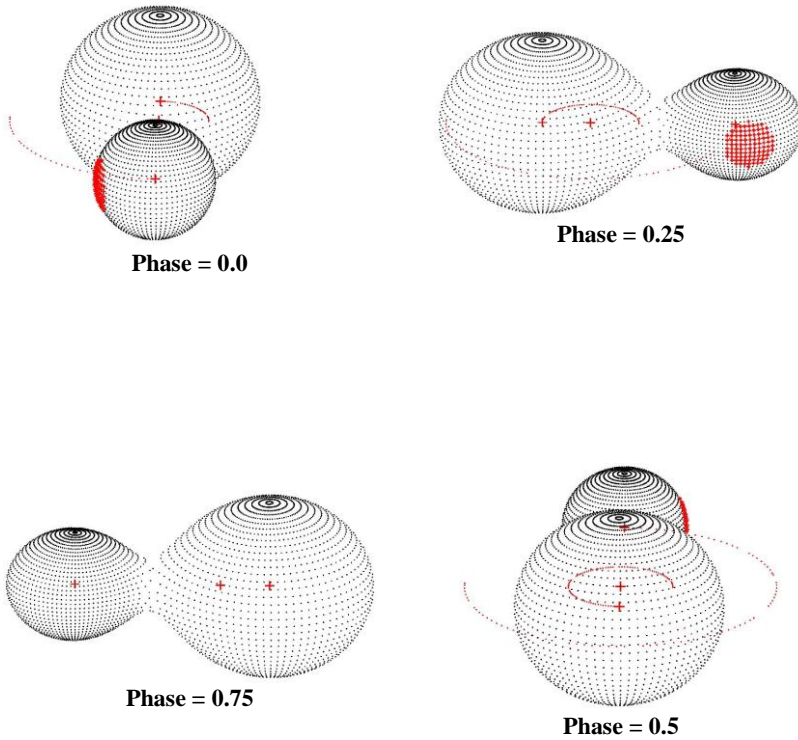 Phase = 0.0
Phase = 0.25
Phase = 0.75
Phase = 0.5